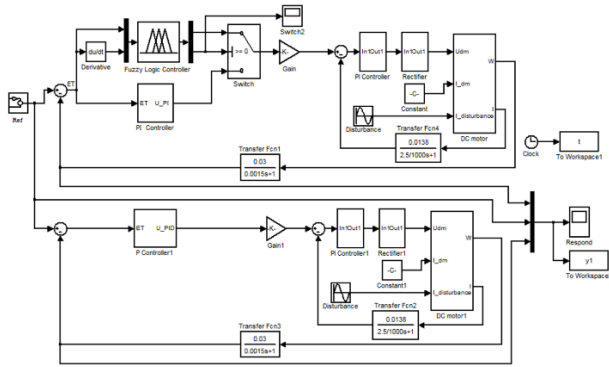 Switch2
du/dt
Derivative
Fuzzy Logic Controller
>= 0
Switch
-K-
Gain
In1Out1
PI Controller
In1Out1
Rectifier
Udm
I_dm
I_disturbance
W
I
DC motor
-C-
Constant
Disturbance
ET
Ref
ET U_PI
PI Controller
Transfer Fcn4
0.0138
2.5/1000s+1
Transfer Fcn1
0.03
0.0015s+1
Clock
t
To Workspace1
ET U_PID
P Controller1
-K-
Gain1
In1Out1
PI Controller1
In1Out1
Rectifier1
Udm
I_dm
I_disturbance
W
I
DC motor1
-C-
Constant1
Disturbance
Transfer Fcn2
0.0138
2.5/1000s+1
Transfer Fcn3
0.03
0.0015s+1
Respond
y1
To Workspace